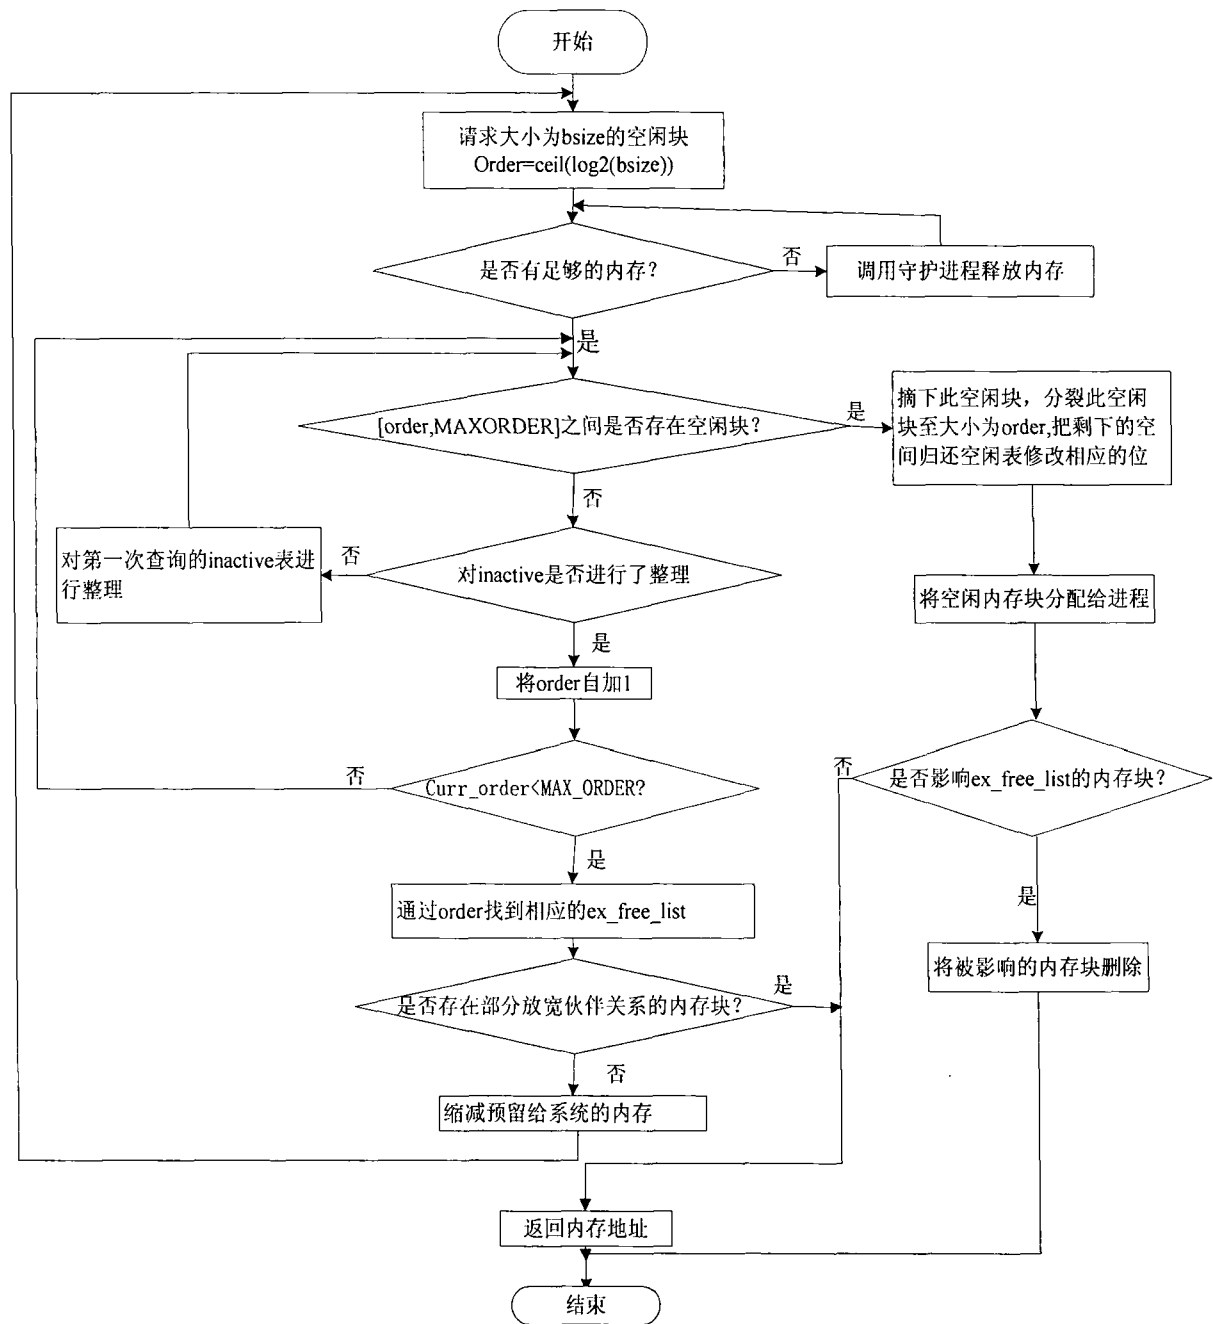 开始
请求大小为bsize的空闲块
Order=ceil(log2(bsize))
是否有足够的内存?
否
调用守护进程释放内存
是
[order,MAXORDER]之间是否存在空闲块?
是
摘下此空闲块，分裂此空闲
块至大小为order,把剩下的空
间归还空闲表修改相应的位
否
对第一次查询的inactive表进
行整理
否
对inactive是否进行了整理
将空闲内存块分配给进程
是
将order自加1
否
Curr_order<MAX_ORDER?
否
是否影响ex_free_list的内存块?
是
通过order找到相应的ex_free_list
是
将被影响的内存块删除
是否存在部分放宽伙伴关系的内存块?
是
否
缩减预留给系统的内存
返回内存地址
结束